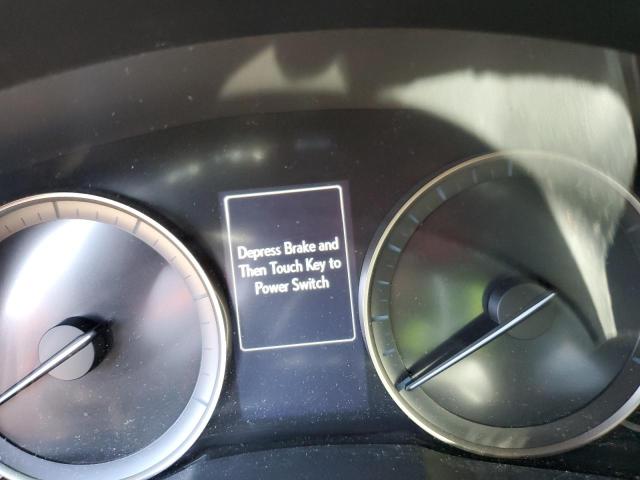 Depress Brake and
Then Touch Key to
Power Switch